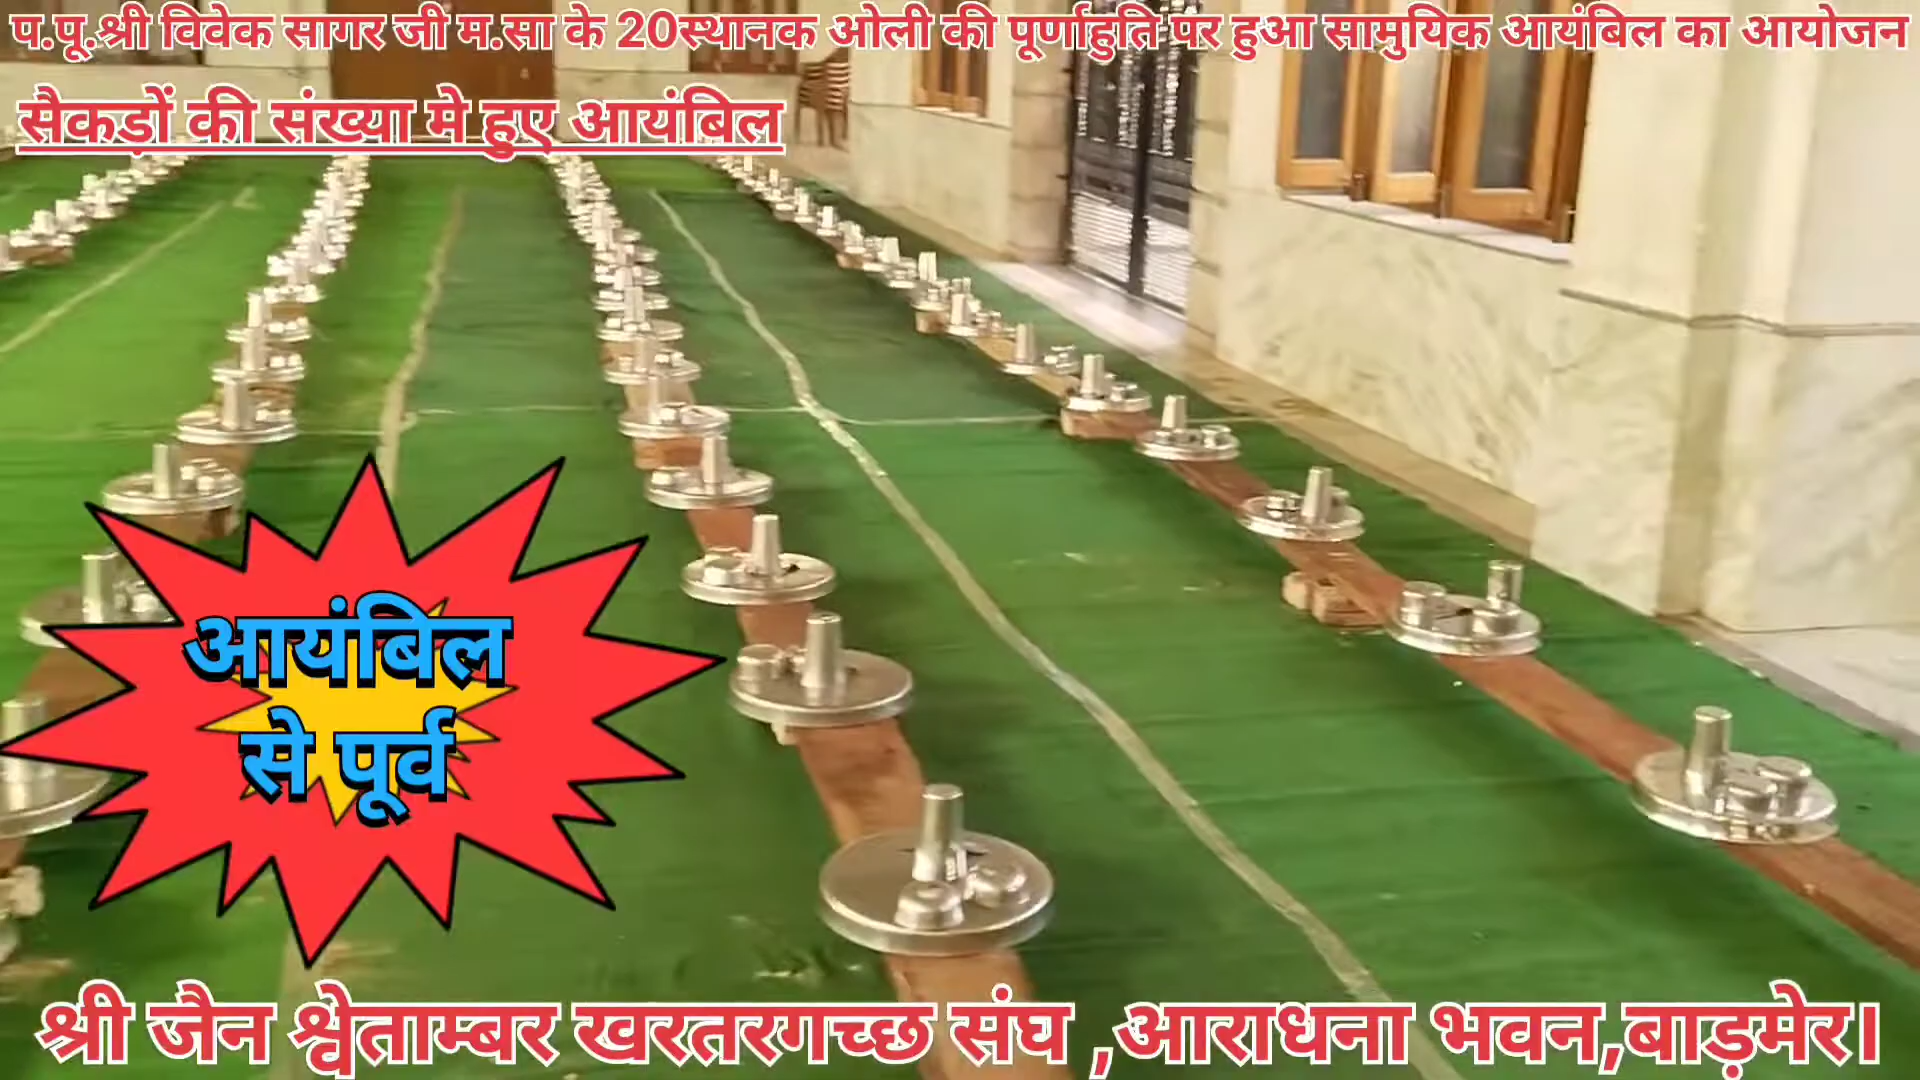 प.पू.श्री विवेक सागर जी म.सा के 20स्थानक ओली की पूर्णाहुति पर हुआ सामुयिक आयंबिल का आयोजन
सैकड़ों की संख्या मे हुए आयंबिल
आयंबिल
से पूर्व
श्री जैन श्वेताम्बर खरतरगच्छ संघ ,आराधना भवन,बाड़मेर।